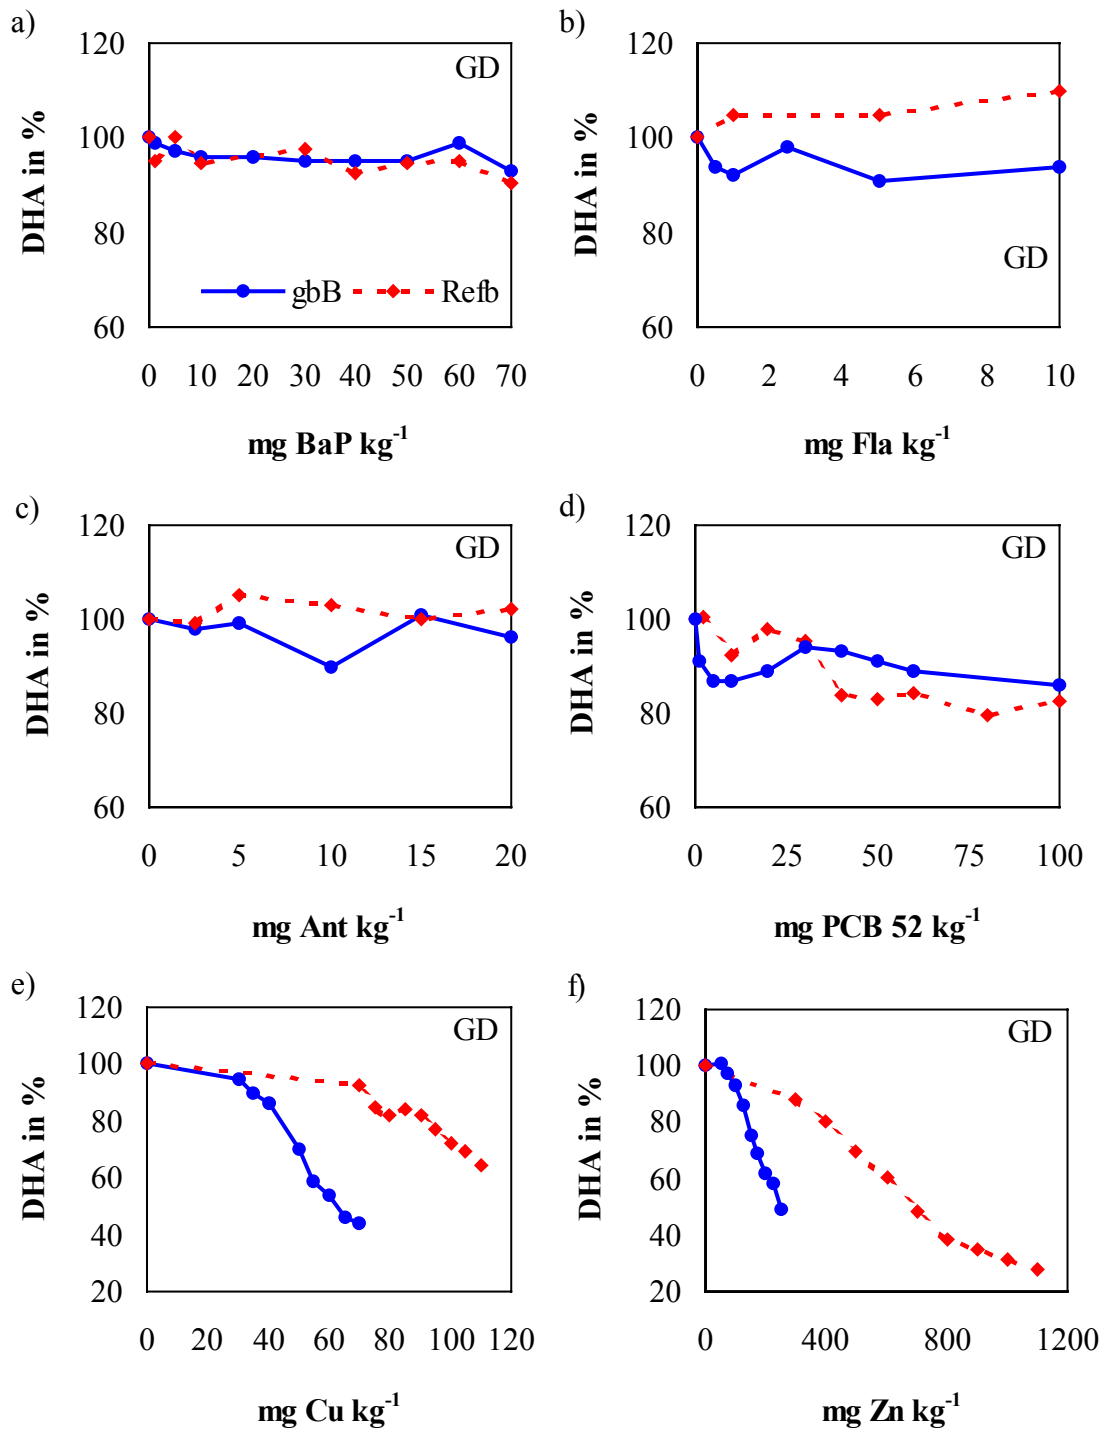 a)
120
100
80
60
DHA in %
GD
gbB
Refb
0 10 20 30 40 50 60 70
mg BaP kg⁻¹
b)
120
100
80
60
DHA in %
GD
0 2 4 6 8 10
mg Fla kg⁻¹
c)
120
100
80
60
DHA in %
GD
0 5 10 15 20
mg Ant kg⁻¹
d)
120
100
80
60
DHA in %
GD
0 25 50 75 100
mg PCB 52 kg⁻¹
e)
120
100
80
60
40
20
DHA in %
GD
0 20 40 60 80 100 120
mg Cu kg⁻¹
f)
120
100
80
60
40
20
DHA in %
GD
0 400 800 1200
mg Zn kg⁻¹